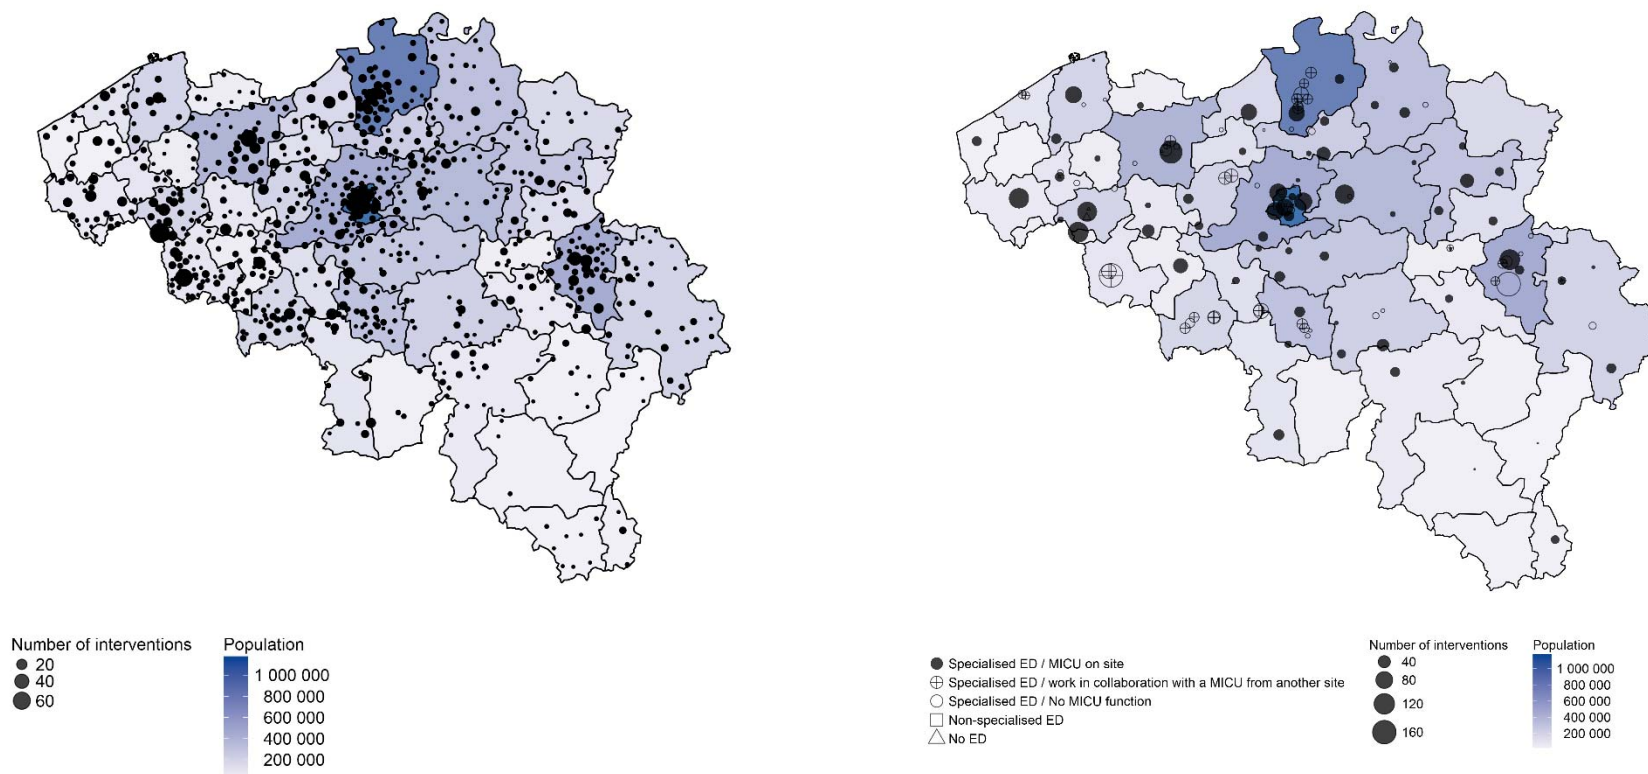 Number of interventions
20
40
60
Population
1 000 000
800 000
600 000
400 000
200 000
Specialised ED / MICU on site
Specialised ED / work in collaboration with a MICU from another site
Specialised ED / No MICU function
Non-specialised ED
No ED
Number of interventions
40
80
120
160
Population
1 000 000
800 000
600 000
400 000
200 000